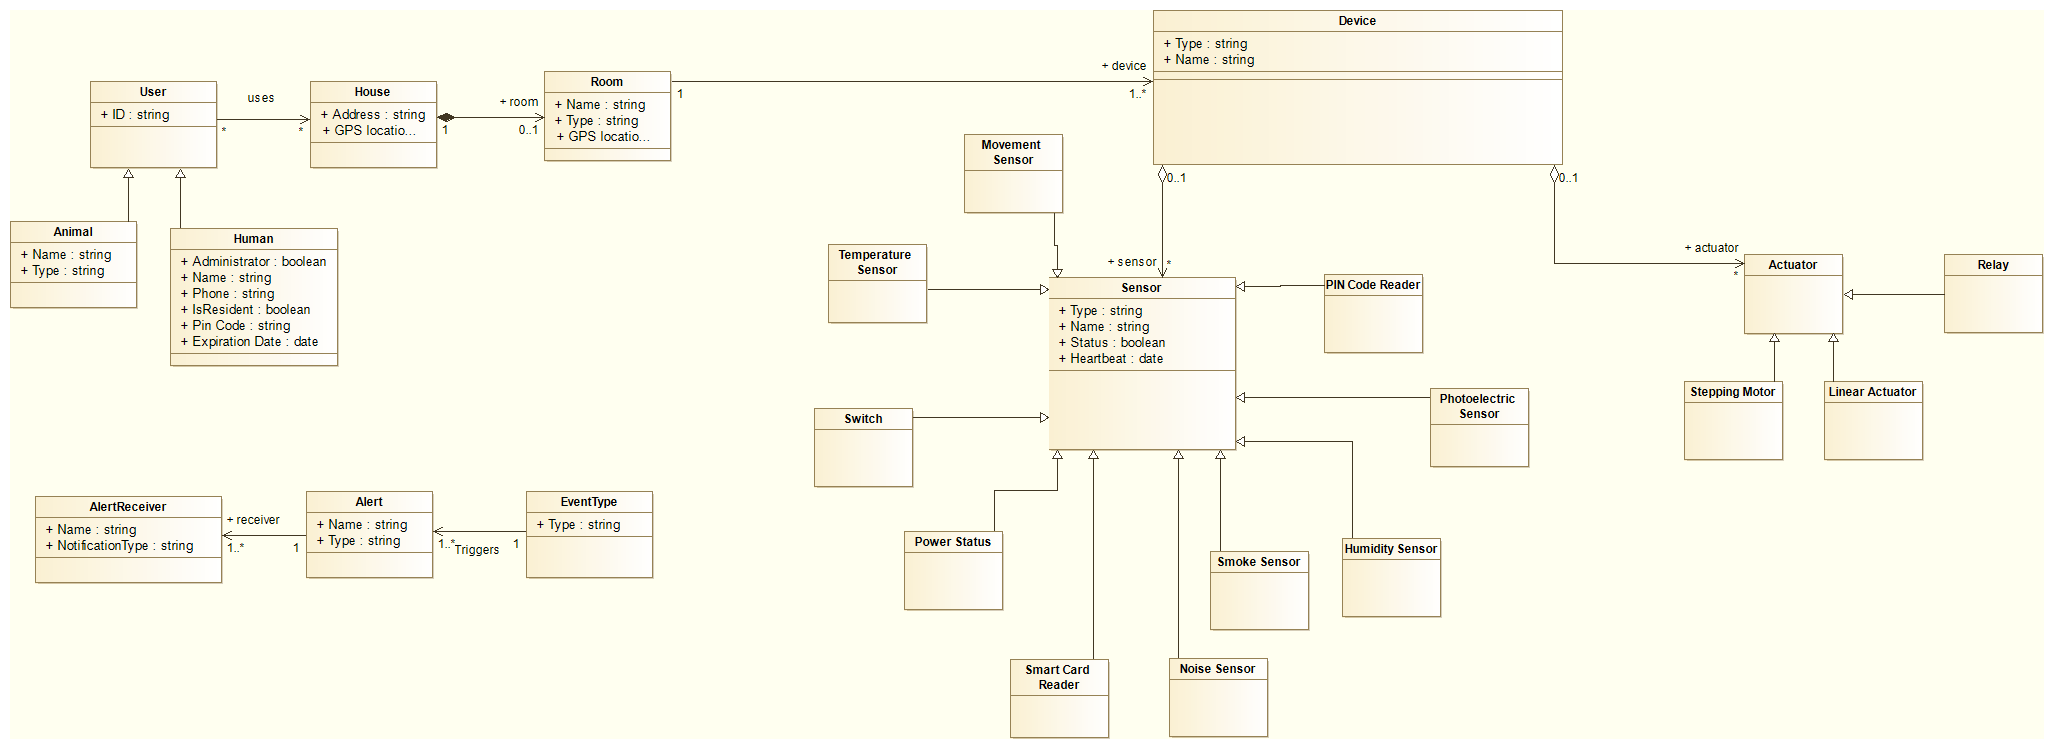 Device
+ Type : string
+ Name : string
+ device
1..*
User
+ ID : string
uses
*
*
House
+ Address : string
+ GPS locatio...
1
+ room
0..1
Room
+ Name : string
+ Type : string
+ GPS locatio...
1
Movement
Sensor
0..1
0..1
Animal
+ Name : string
+ Type : string
Human
+ Administrator : boolean
+ Name : string
+ Phone : string
+ IsResident : boolean
+ Pin Code : string
+ Expiration Date : date
Temperature
Sensor
+ sensor
*
Sensor
+ Type : string
+ Name : string
+ Status : boolean
+ Heartbeat : date
PIN Code Reader
+ actuator
*
Actuator
Relay
Switch
Photoelectric
Sensor
Stepping Motor
Linear Actuator
AlertReceiver
+ Name : string
+ NotificationType : string
+ receiver
1..*
1
Alert
+ Name : string
+ Type : string
1..*
Triggers
1
EventType
+ Type : string
Power Status
Smoke Sensor
Humidity Sensor
Smart Card
Reader
Noise Sensor